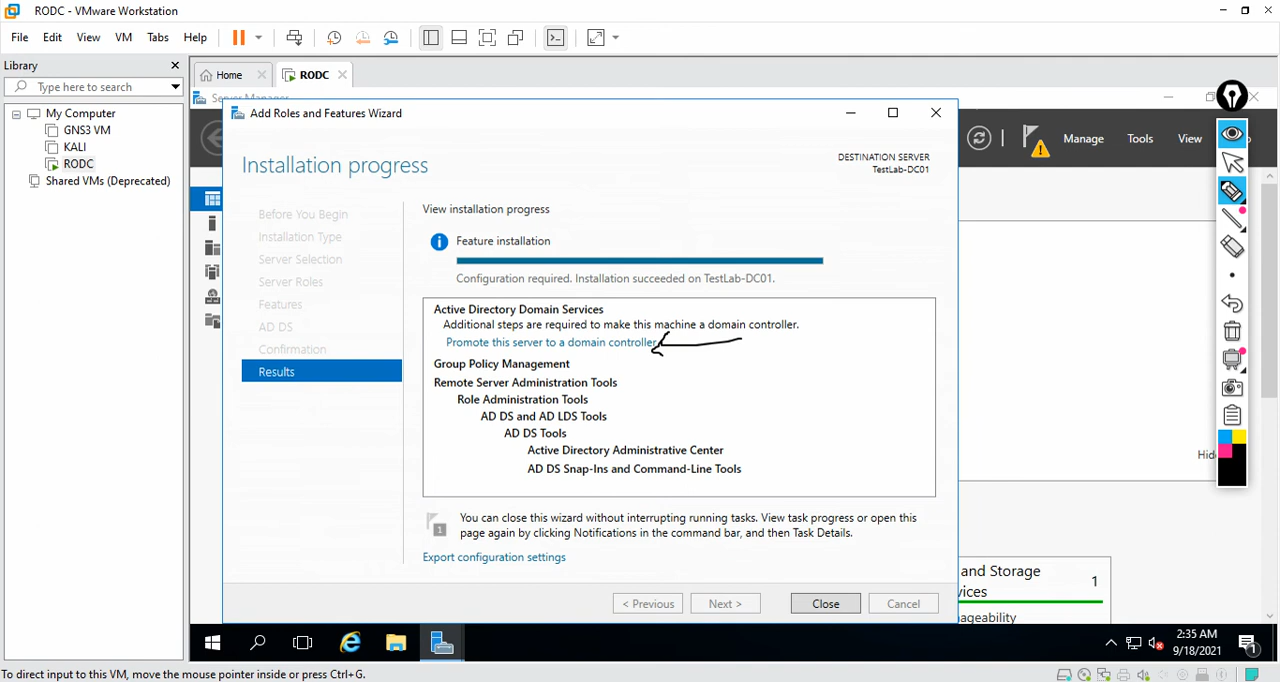 RODC - VMware Workstation
File Edit View VM Tabs Help
Library
Type here to search
My Computer
GNS3 VM
KALI
RODC
Shared VMs (Deprecated)
Home
RODC
Server Manager
Manage Tools View
Add Roles and Features Wizard
Installation progress
DESTINATION SERVER
TestLab-DC01
Before You Begin
Installation Type
Server Selection
Server Roles
Features
AD DS
Confirmation
Results
View installation progress
Feature installation
Configuration required. Installation succeeded on TestLab-DC01.
Active Directory Domain Services
Additional steps are required to make this machine a domain controller.
Promote this server to a domain controller
Group Policy Management
Remote Server Administration Tools
Role Administration Tools
AD DS and AD LDS Tools
AD DS Tools
Active Directory Administrative Center
AD DS Snap-Ins and Command-Line Tools
1
You can close this wizard without interrupting running tasks. View task progress or open this
page again by clicking Notifications in the command bar, and then Task Details.
Export configuration settings
< Previous Next > Close Cancel
Hid
and Storage 1
vices
ageability
2:35 AM
9/18/2021
1
To direct input to this VM, move the mouse pointer inside or press Ctrl+G.